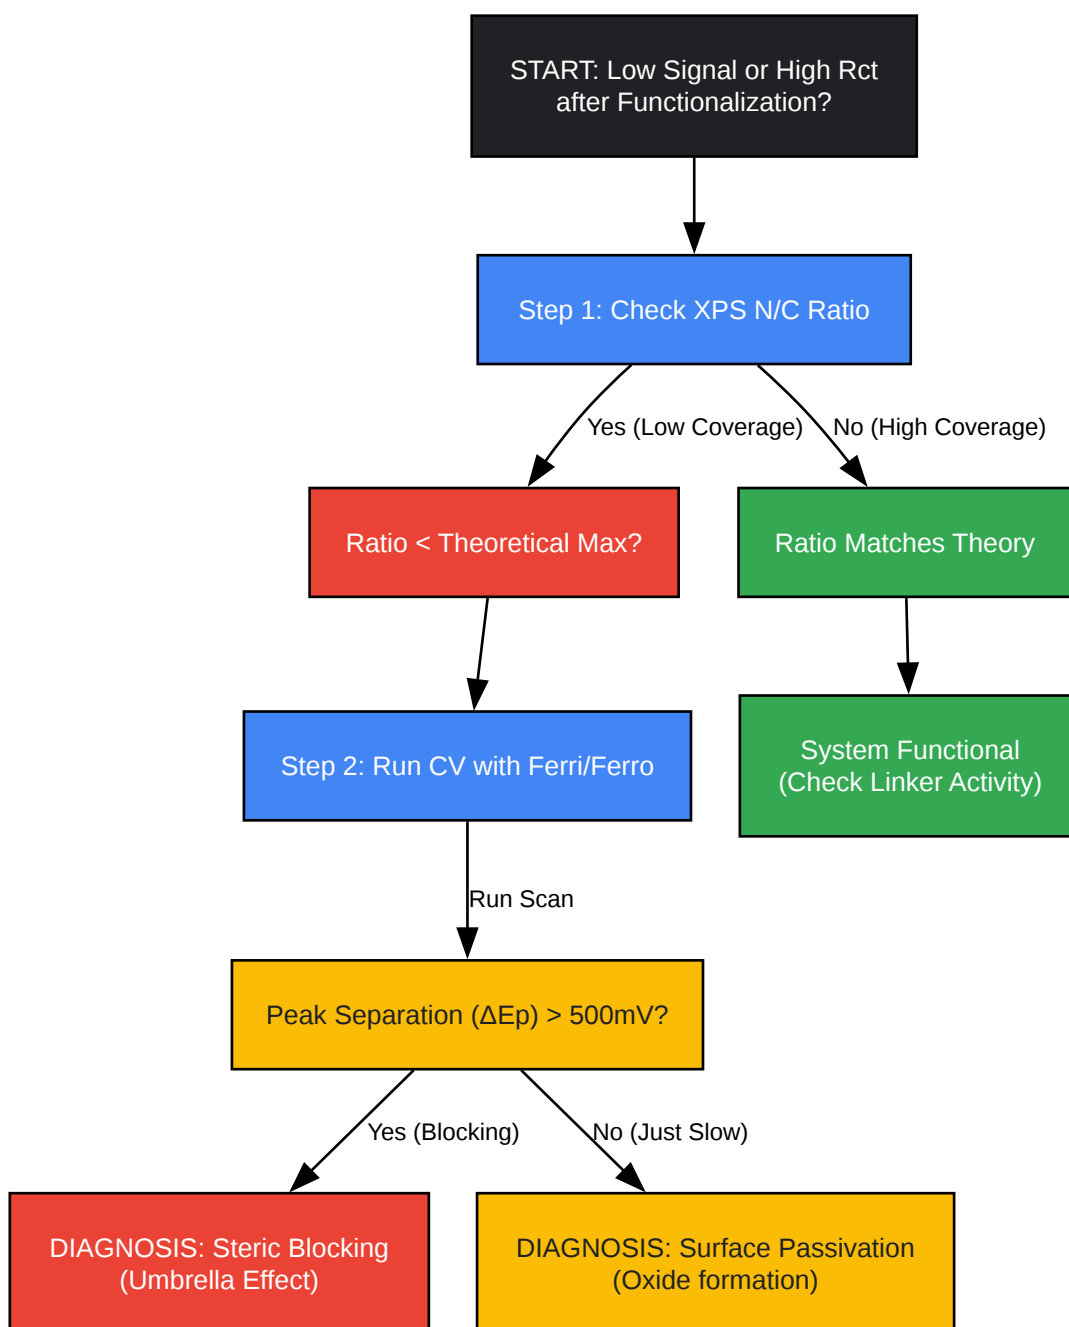 START: Low Signal or High Rct
after Functionalization?
Step 1: Check XPS N/C Ratio
Yes (Low Coverage)
No (High Coverage)
Ratio < Theoretical Max?
Ratio Matches Theory
Step 2: Run CV with Ferri/Ferro
System Functional
(Check Linker Activity)
Run Scan
Peak Separation (ΔEp) > 500mV?
Yes (Blocking)
No (Just Slow)
DIAGNOSIS: Steric Blocking
(Umbrella Effect)
DIAGNOSIS: Surface Passivation
(Oxide formation)